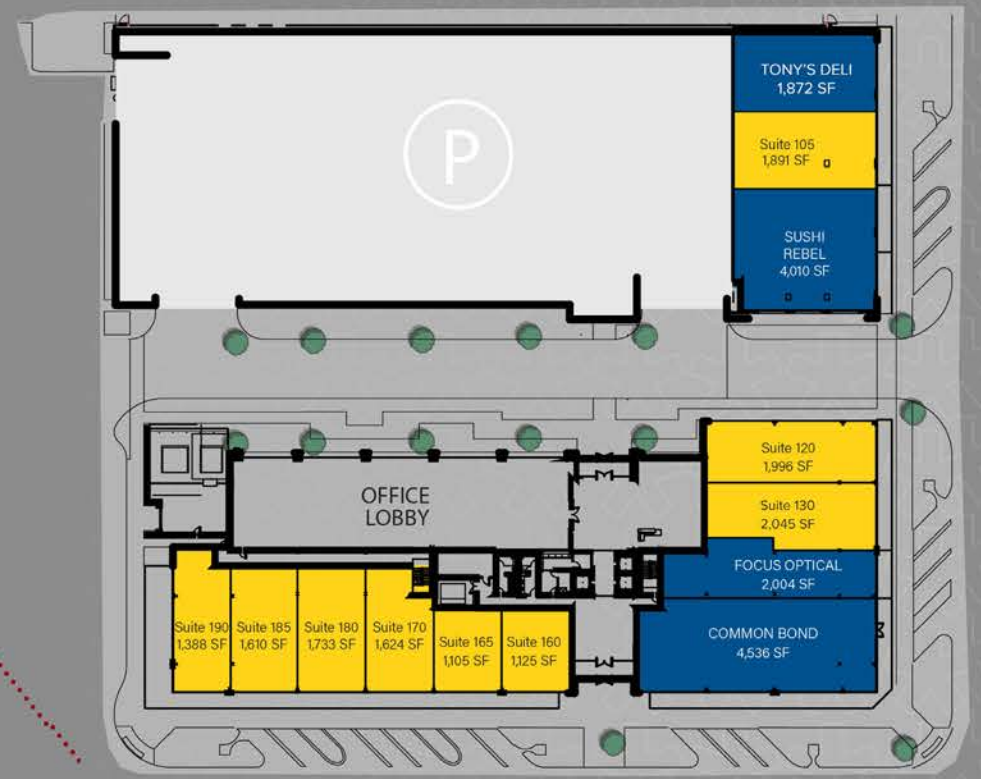 TONY'S DELI
1,872 SF
Suite 105
1,891 SF
P
SUSHI
REBEL
4,010 SF
Suite 120
1,996 SF
OFFICE
LOBBY
Suite 130
2,045 SF
FOCUS OPTICAL
2,004 SF
Suite 190
1,388 SF
Suite 185
1,610 SF
Suite 180
1,733 SF
Suite 170
1,624 SF
Suite 165
1,105 SF
Suite 160
1,125 SF
COMMON BOND
4,536 SF